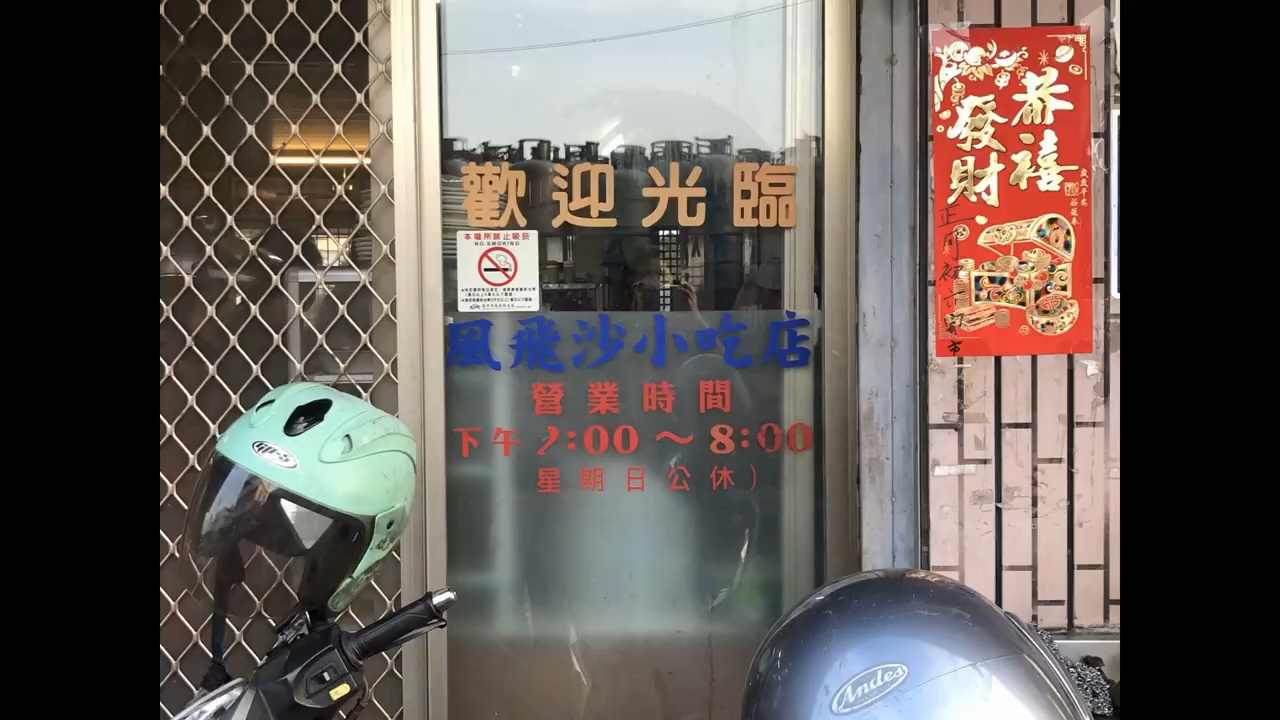 歡迎光臨
本場所禁止吸菸
NO SMOKING
風飛沙小吃店
營業時間
下午 2:00 ～ 8:00
星期日公休）
恭禧
發財
GP-5
Andes